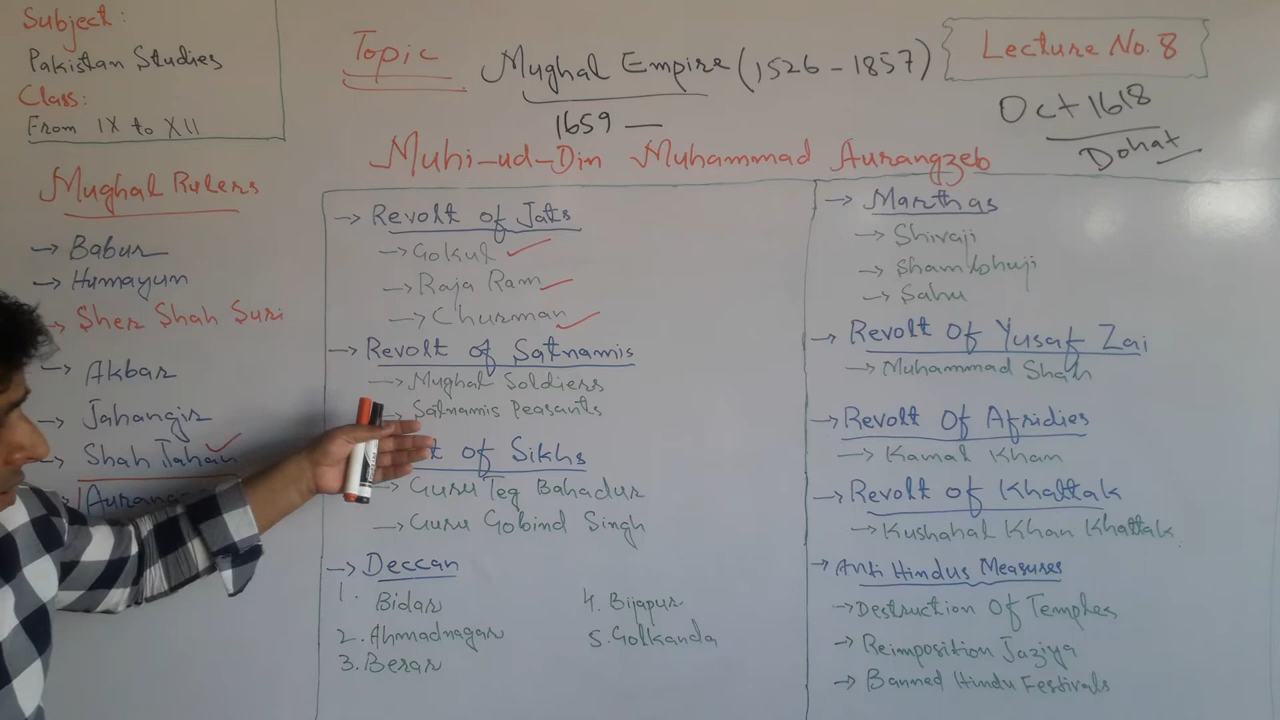 Subject:
Pakistan Studies
Class:
From IX to XII
Topic
Mughal Empire (1526-1857)
1659 —
Lecture No. 8
Oct 1618
Dohat
Muhi-ud-Din Muhammad Aurangzeb
Mughal Rulers
→ Babur
→ Humayum
→ Sher Shah Suri
→ Akbar
→ Jahangir
→ Shah Jahan ✓
→ Aurang
→ Revolt of Jats
→ Gokul ✓
→ Raja Ram ✓
→ Churman ✓
→ Revolt of Satnamis
→ Mughal Soldiers
→ Satnamis Peasants
of Sikhs
→ Guru Teg Bahadur
→ Guru Gobind Singh
→ Deccan
1. Bidar
2. Ahmadnagar
3. Berar
4. Bijapur
5. Golkanda
→ Marthas
→ Shivaji
→ Shambhuji
→ Sahu
→ Revolt Of Yusaf Zai
→ Muhammad Shah
→ Revolt Of Afridies
→ Kamal Khan
→ Revolt of Khattak
→ Kushahal Khan Khattak
→ Anti Hindus Measures
→ Destruction Of Temples
→ Reimposition Jaziya
→ Banned Hindu Festivals